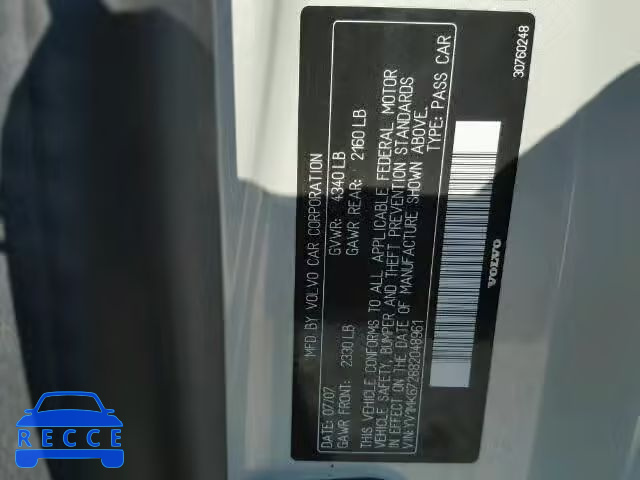 MFD BY VOLVO CAR CORPORATION
DATE: 07/07 GVWR: 4340 LB
GAWR FRONT: 2330 LB GAWR REAR: 2160 LB
THIS VEHICLE CONFORMS TO ALL APPLICABLE FEDERAL MOTOR
VEHICLE SAFETY, BUMPER AND THEFT PREVENTION STANDARDS
IN EFFECT ON THE DATE OF MANUFACTURE SHOWN ABOVE.
VIN: YV1MK672882048961 TYPE: PASS CAR
VOLVO
30760248
RECCE